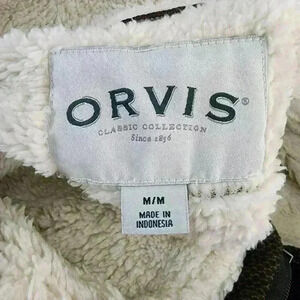 ORVIS®
CLASSIC COLLECTION
Since 1856
M/M
MADE IN
INDONESIA